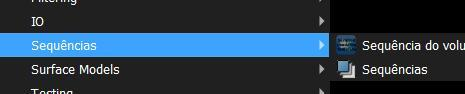 IO
Sequências
Surface Models
Sequência do volu
Sequências